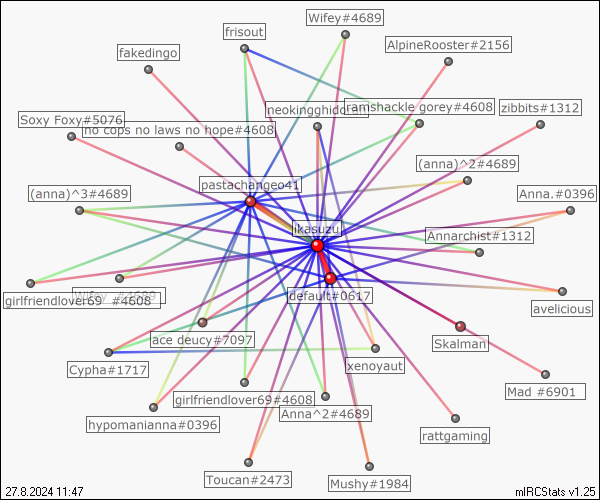 Wifey#4689
frisout
AlpineRooster#2156
fakedingo
ramshackle gorey#4608
zibbits#1312
Soxy Foxy#5076
no cops no laws no hope#4608
(anna)^2#4689
pastachangeo41
(anna)^3#4689
Anna.#0396
ikasuzu
Annarchist#1312
default#0617
girlfriendlover69 #4608
avelicious
ace deucy#7097
Skalman
Cypha#1717
xenoyaut
Mad #6901
girlfriendlover69#4608
Anna^2#4689
hypomanianna#0396
rattgaming
Toucan#2473
Mushy#1984
27.8.2024 11:47
mIRCStats v1.25